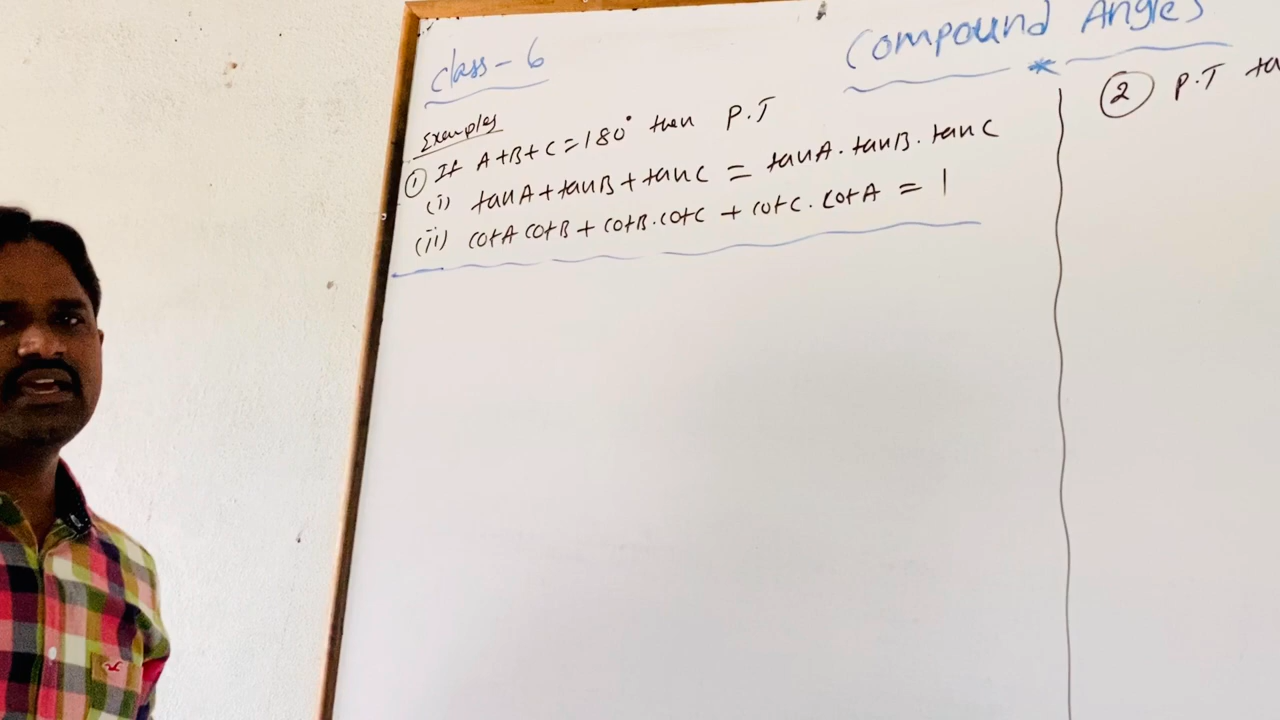 Class - 6
Compound Angles
Examples
① If A+B+C=180° then P.T
(i) tanA+tanB+tanC = tanA.tanB.tanC
(ii) cotA cotB + cotB.cotC + cotC.cotA = 1
② P.T ta